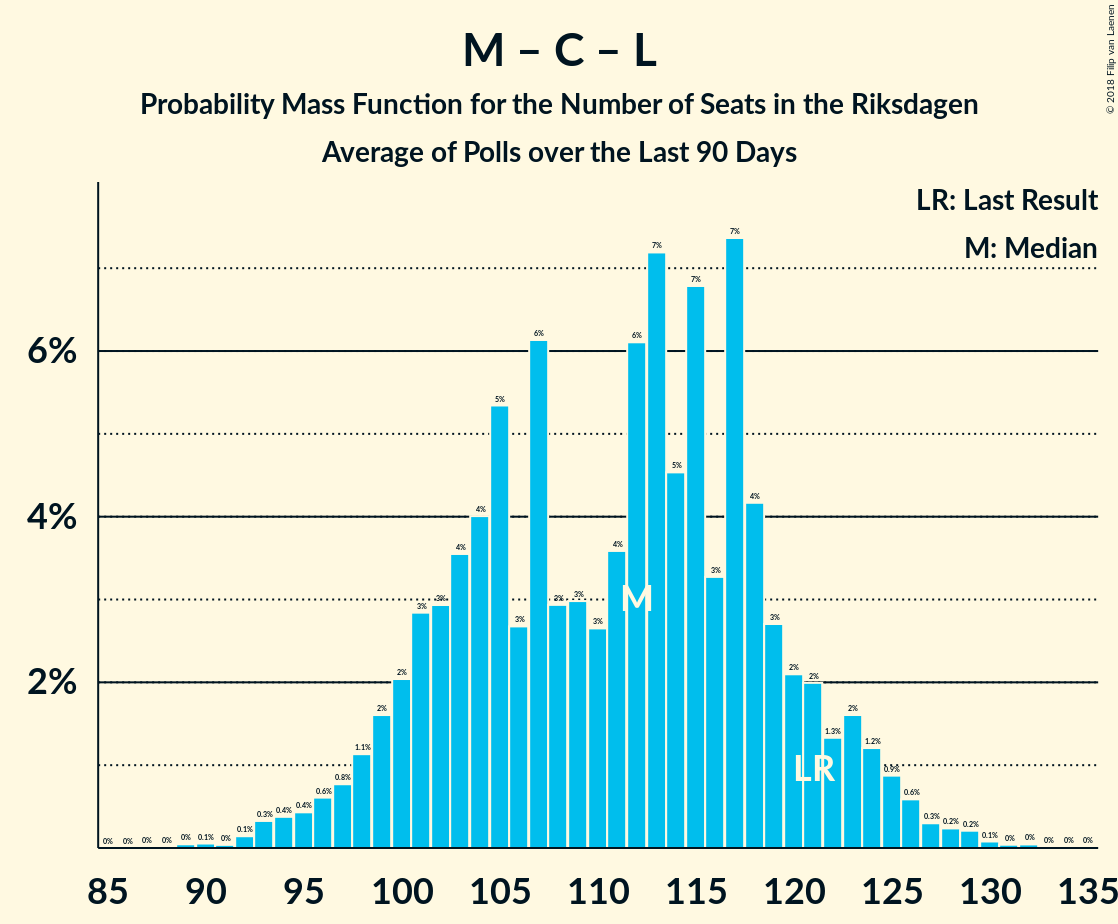 M – C – L
Probability Mass Function for the Number of Seats in the Riksdagen
Average of Polls over the Last 90 Days
© 2018 Filip van Laenen
LR: Last Result
M: Median
6%
4%
2%
0% 0% 0% 0% 0% 0.1% 0% 0.1% 0.3% 0.4% 0.4% 0.6% 0.8% 1.1% 2% 2% 3% 3% 4% 4% 5% 3% 6% 3% 3% 3% 4% 6% 7% 5% 7% 3% 7% 4% 3% 2% 2% 1.3% 2% 1.2% 0.9% 0.6% 0.3% 0.2% 0.2% 0.1% 0% 0% 0% 0% 0%
M
LR
85 90 95 100 105 110 115 120 125 130 135